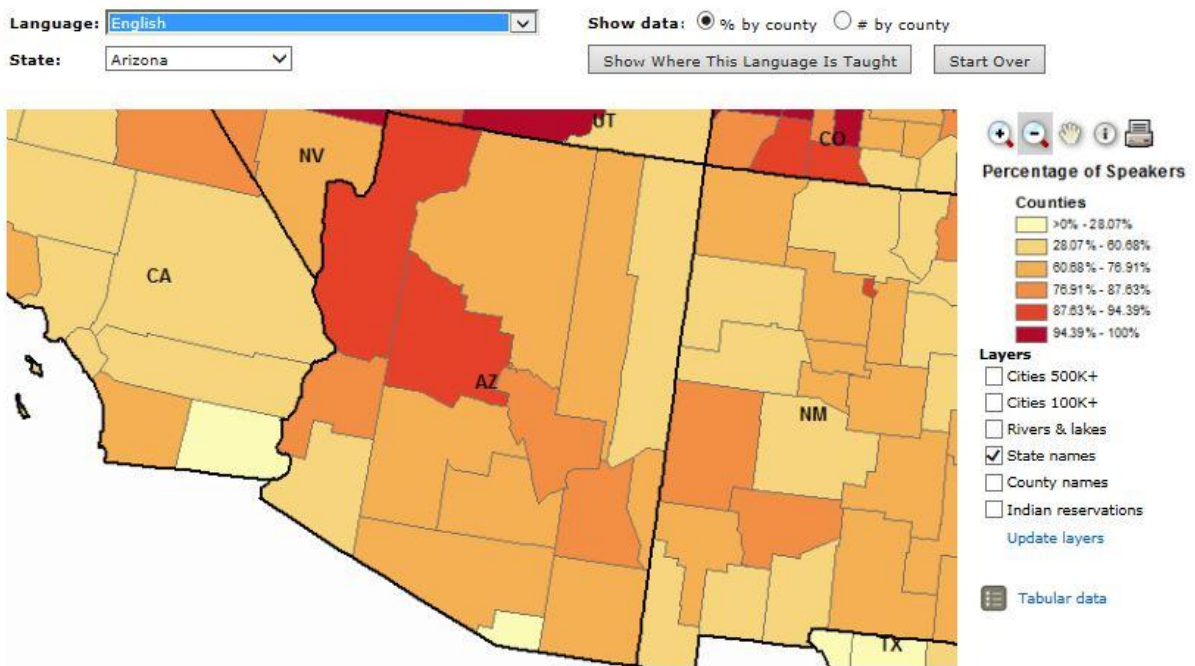 Language: English
Show data: % by county # by county
State: Arizona
Show Where This Language Is Taught Start Over
UT
CO
NV
CA
AZ
NM
TX
Percentage of Speakers
Counties
>0% - 28.07%
28.07% - 60.68%
60.68% - 76.91%
76.91% - 87.63%
87.63% - 94.39%
94.39% - 100%
Layers
Cities 500K+
Cities 100K+
Rivers & lakes
State names
County names
Indian reservations
Update layers
Tabular data